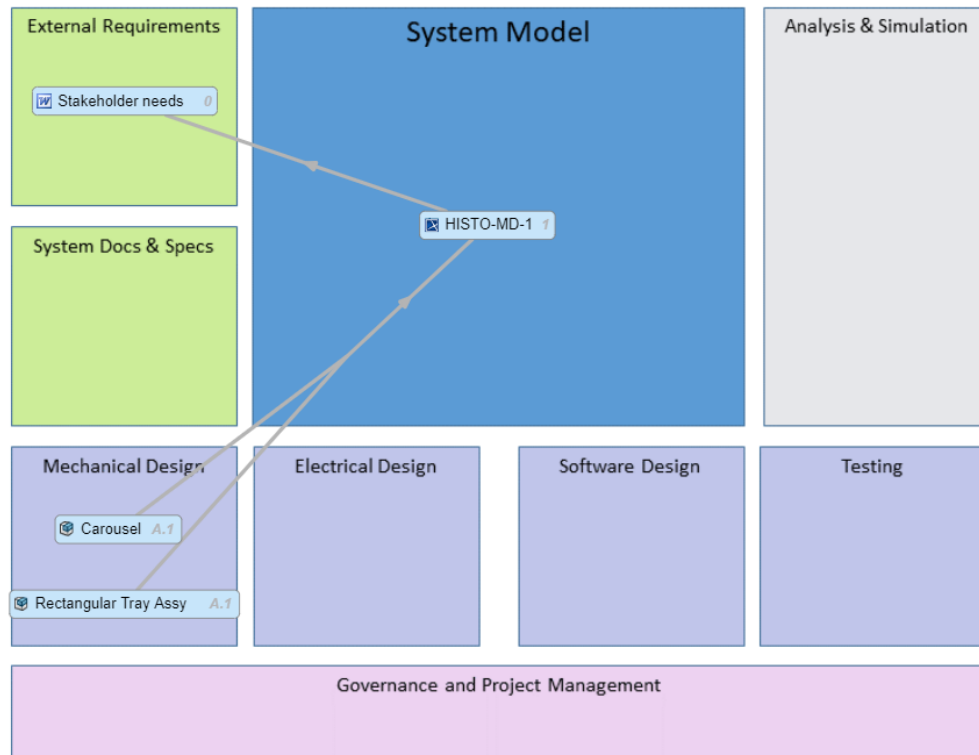 External Requirements
System Model
Analysis & Simulation
Stakeholder needs 0
HISTO-MD-1 1
System Docs & Specs
Mechanical Design
Electrical Design
Software Design
Testing
Carousel A.1
Rectangular Tray Assy A.1
Governance and Project Management